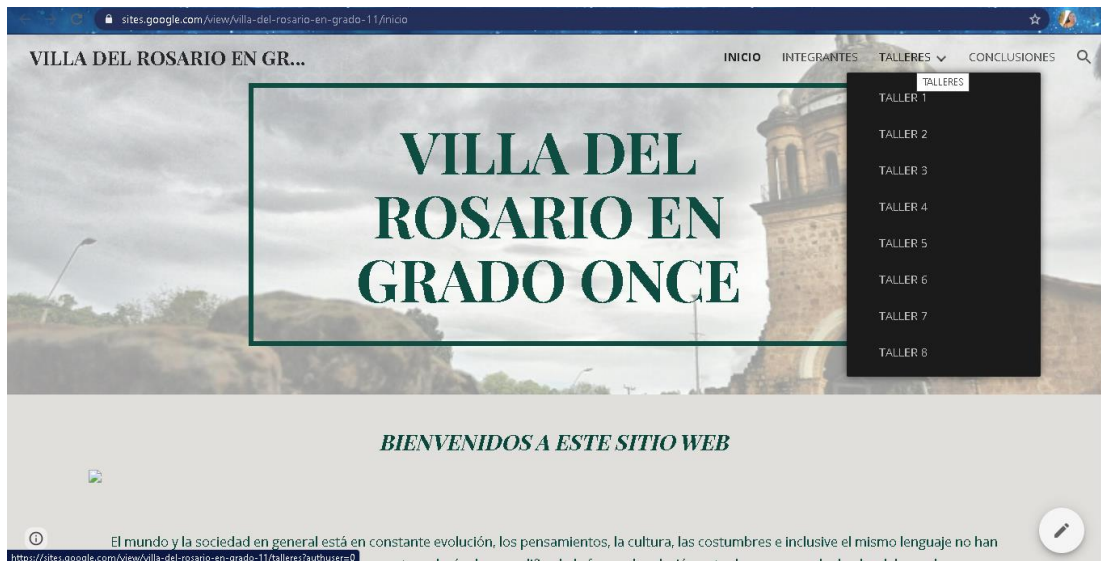 sites.google.com/view/villa-del-rosario-en-grado-11/inicio
VILLA DEL ROSARIO EN GR...
INICIO INTEGRANTES TALLERES CONCLUSIONES
TALLERES
TALLER 1
TALLER 2
TALLER 3
TALLER 4
TALLER 5
TALLER 6
TALLER 7
TALLER 8
VILLA DEL
ROSARIO EN
GRADO ONCE
BIENVENIDOS A ESTE SITIO WEB
El mundo y la sociedad en general está en constante evolución, los pensamientos, la cultura, las costumbres e inclusive el mismo lenguaje no han
https://sites.google.com/view/villa-del-rosario-en-grado-11/talleres?authuser=0